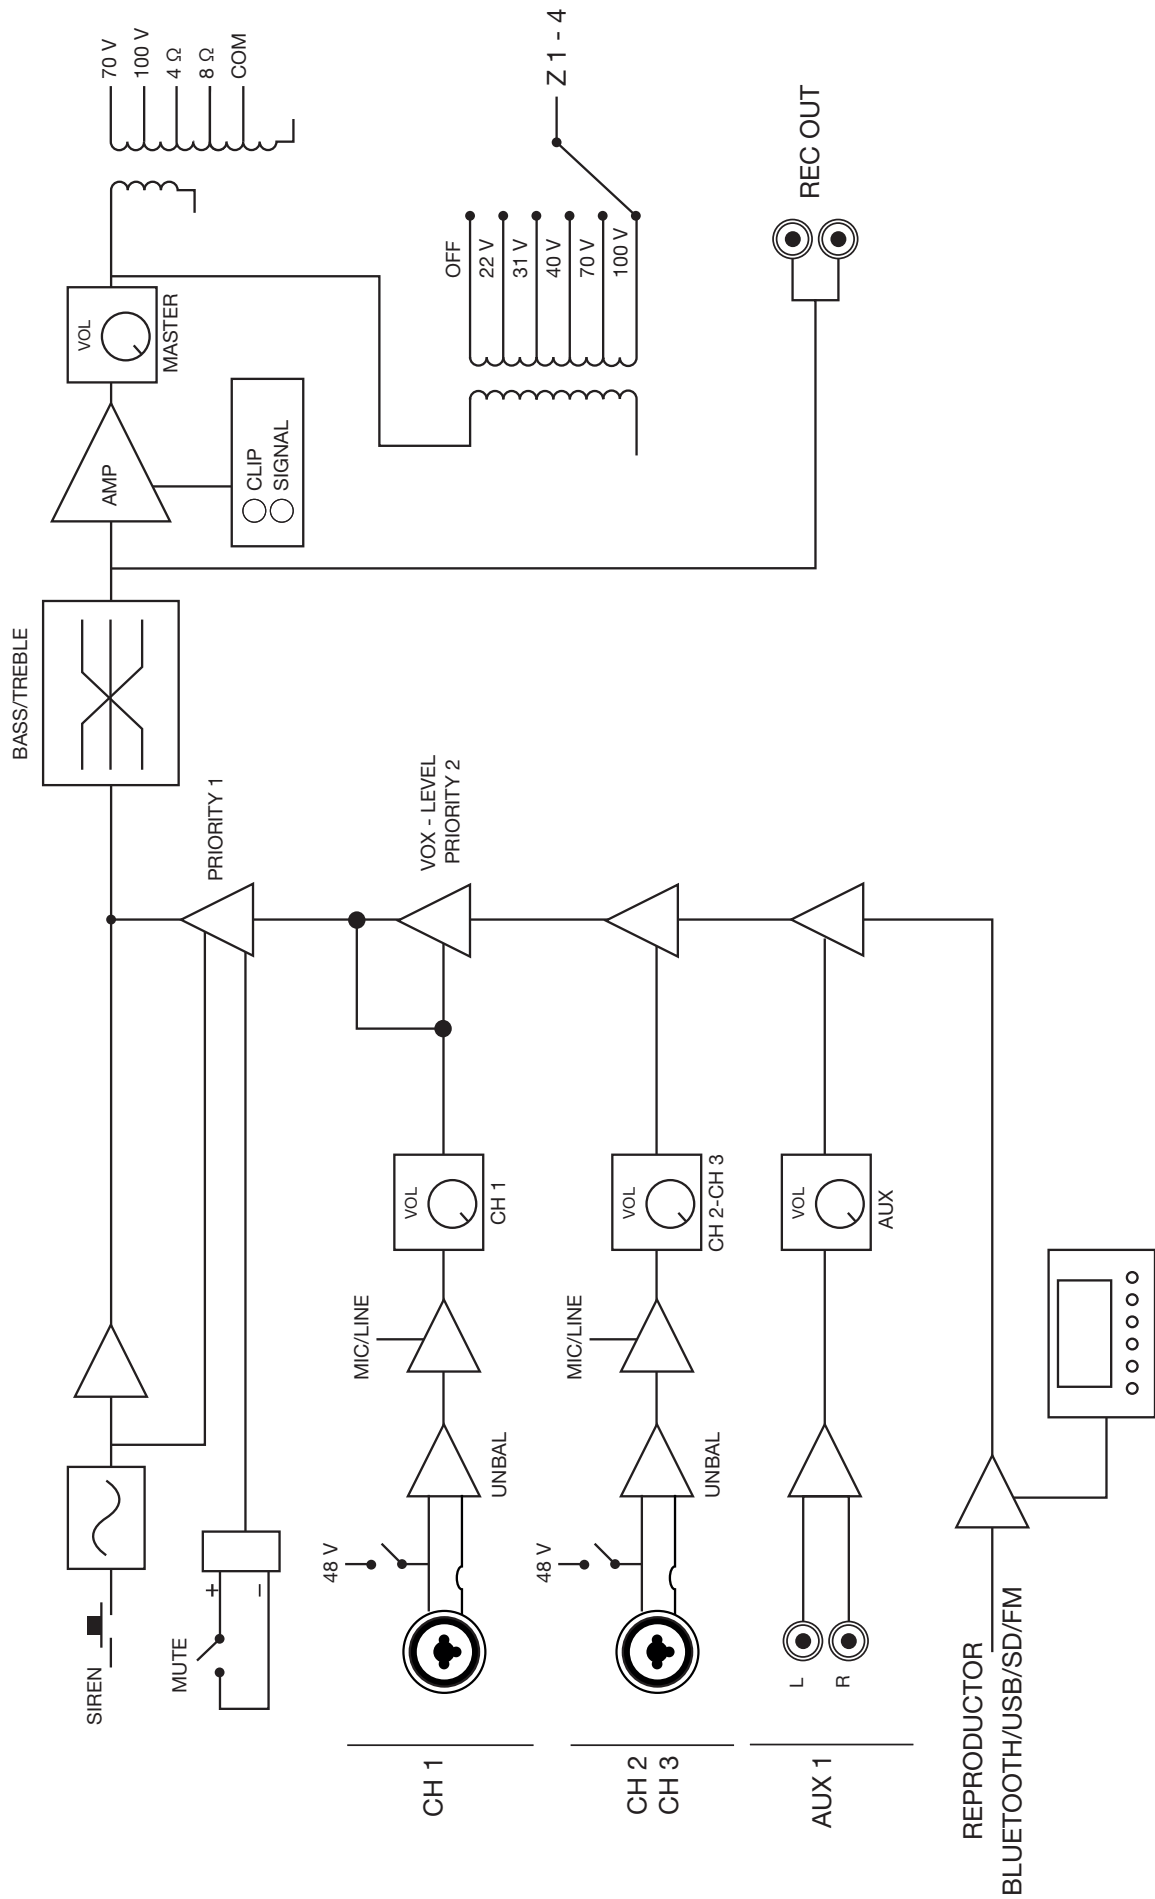 SIREN
MUTE
+
−
PRIORITY 1
BASS/TREBLE
AMP
CLIP
SIGNAL
VOL
MASTER
70 V
100 V
4 Ω
8 Ω
COM
OFF
22 V
31 V
40 V
70 V
100 V
Z 1 - 4
REC OUT
CH 1
48 V
UNBAL
MIC/LINE
VOL
CH 1
VOX - LEVEL
PRIORITY 2
CH 2
CH 3
48 V
UNBAL
MIC/LINE
VOL
CH 2-CH 3
AUX 1
L
R
VOL
AUX
REPRODUCTOR
BLUETOOTH/USB/SD/FM